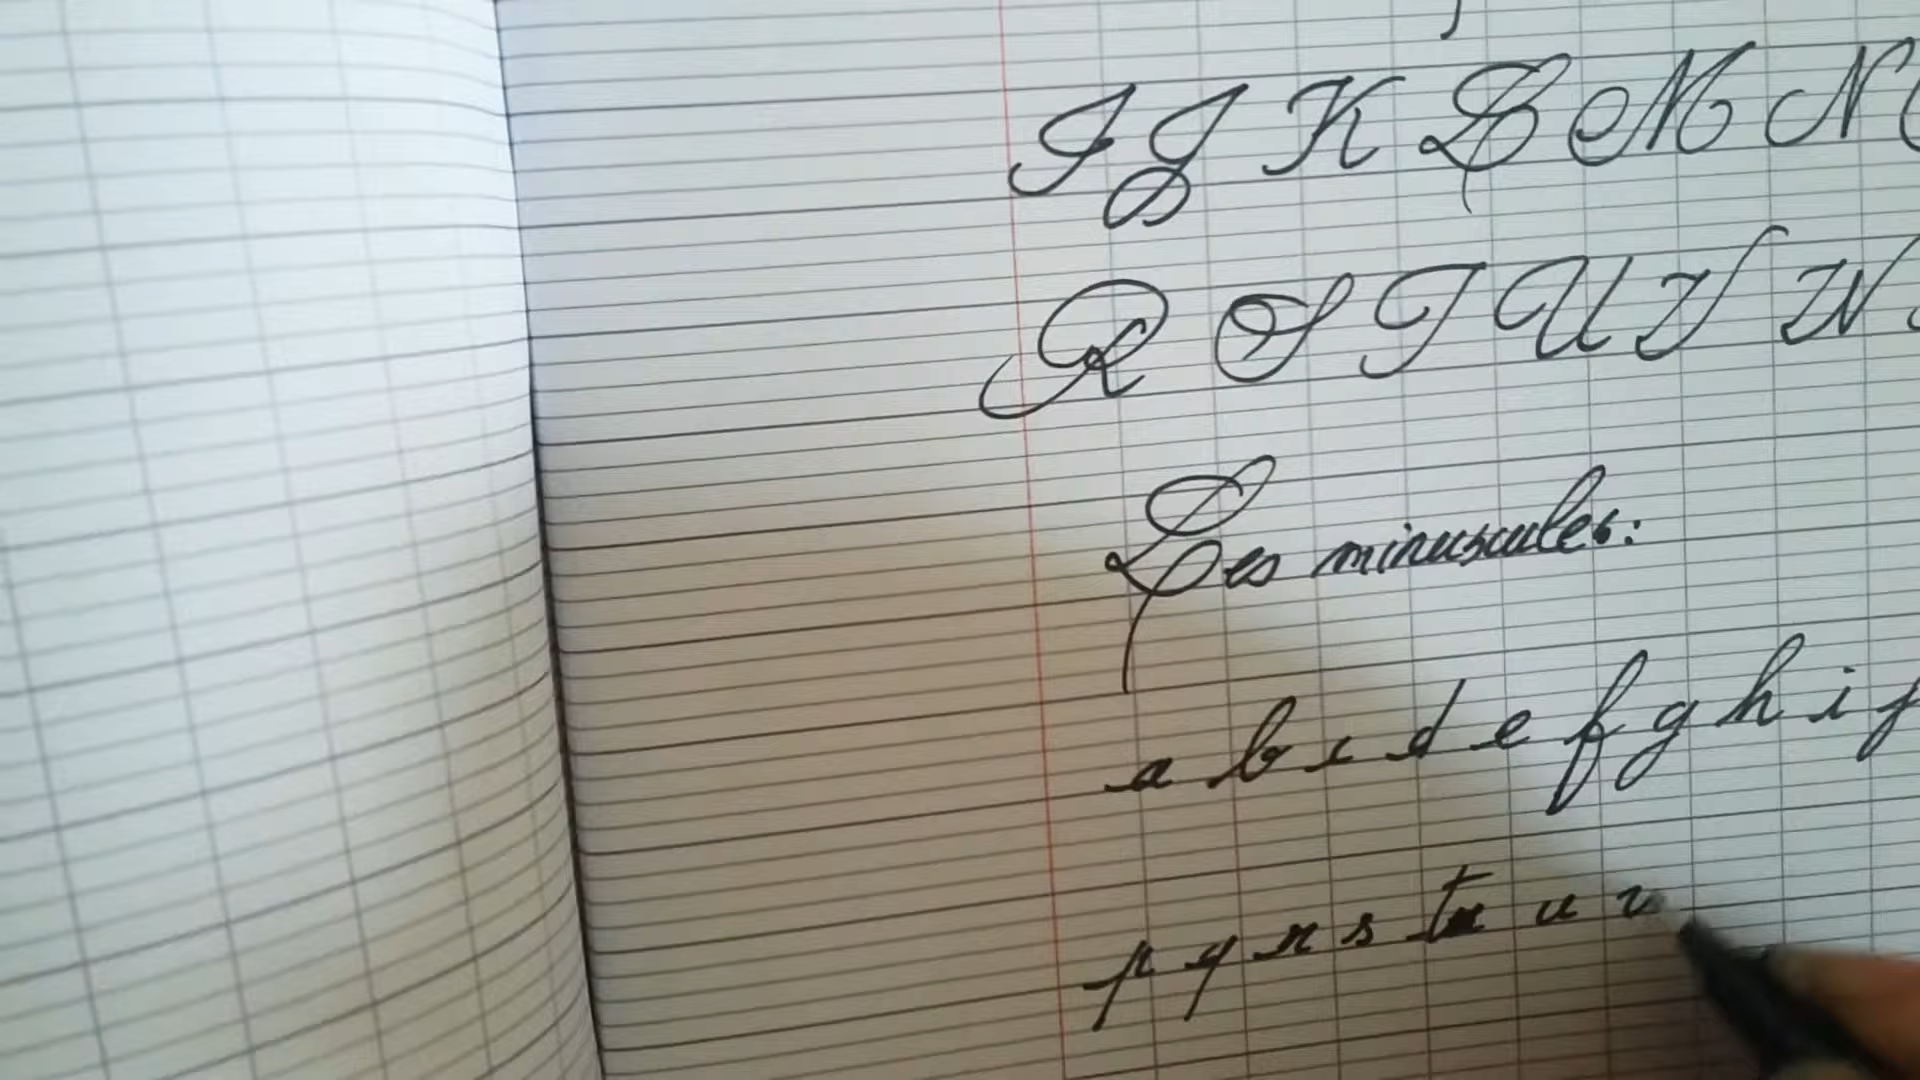 I J K L M N
R S T U V W
Les minuscules:
a b c d e f g h i j
p q r s t u v